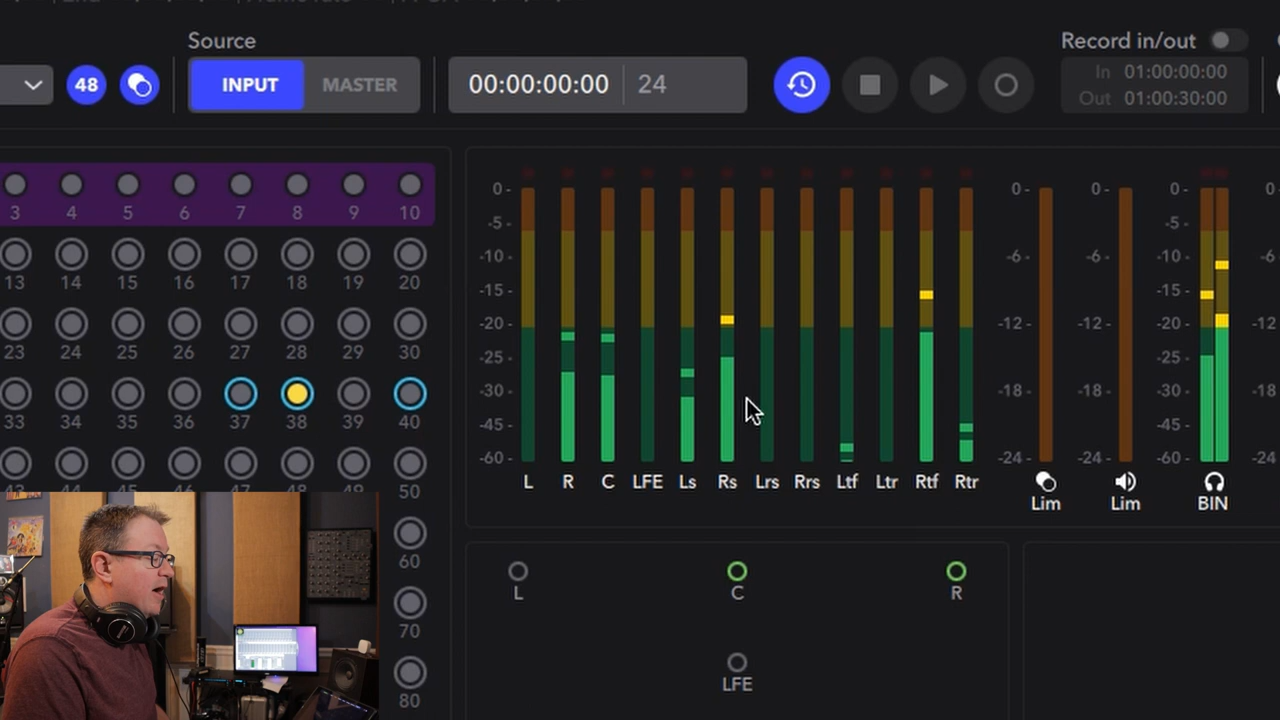 Source
Record in/out
48
INPUT
MASTER
00:00:00:00
24
In 01:00:00:00
Out 01:00:30:00
3 4 5 6 7 8 9 10
13 14 15 16 17 18 19 20
23 24 25 26 27 28 29 30
33 34 35 36 37 38 39 40
50
60
70
80
0-
-5-
-10-
-15-
-20-
-25-
-30-
-45-
-60-
L R C LFE Ls Rs Lrs Rrs Ltf Ltr Rtf Rtr
0-
-6-
-12-
-18-
-24-
Lim
0-
-6-
-12-
-18-
-24-
Lim
0-
-5-
-10-
-15-
-20-
-25-
-30-
-45-
-60-
BIN
0
-6
-12
-18
-24
L
C
R
LFE